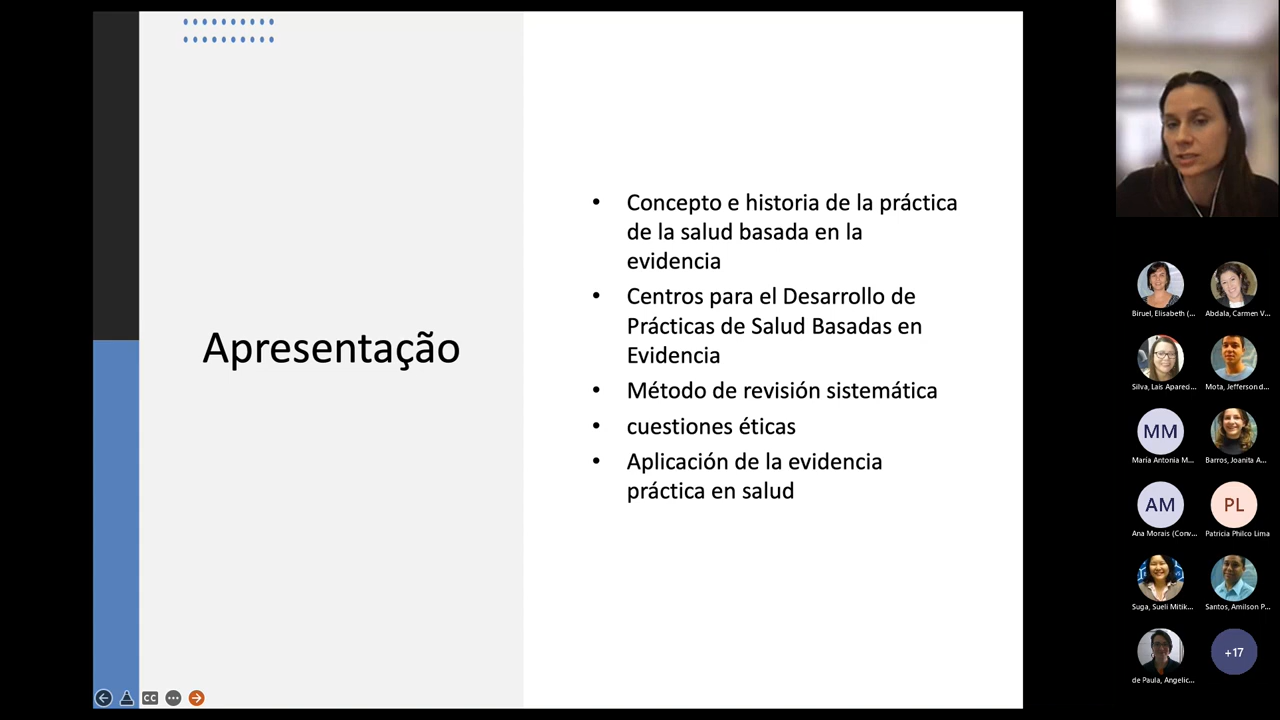 Apresentação
• Concepto e historia de la práctica
de la salud basada en la
evidencia
• Centros para el Desarrollo de
Prácticas de Salud Basadas en
Evidencia
• Método de revisión sistemática
• cuestiones éticas
• Aplicación de la evidencia
práctica en salud
CC
Biruel, Elisabeth (...
Abdala, Carmen V...
Silva, Lais Apared...
Mota, Jefferson d...
MM
María Antonia M...
Barros, Joanita A...
AM
Ana Morais (Conv...
PL
Patricia Philco Lima
Suga, Sueli Mitik...
Santos, Amilson P...
de Paula, Angelic...
+17